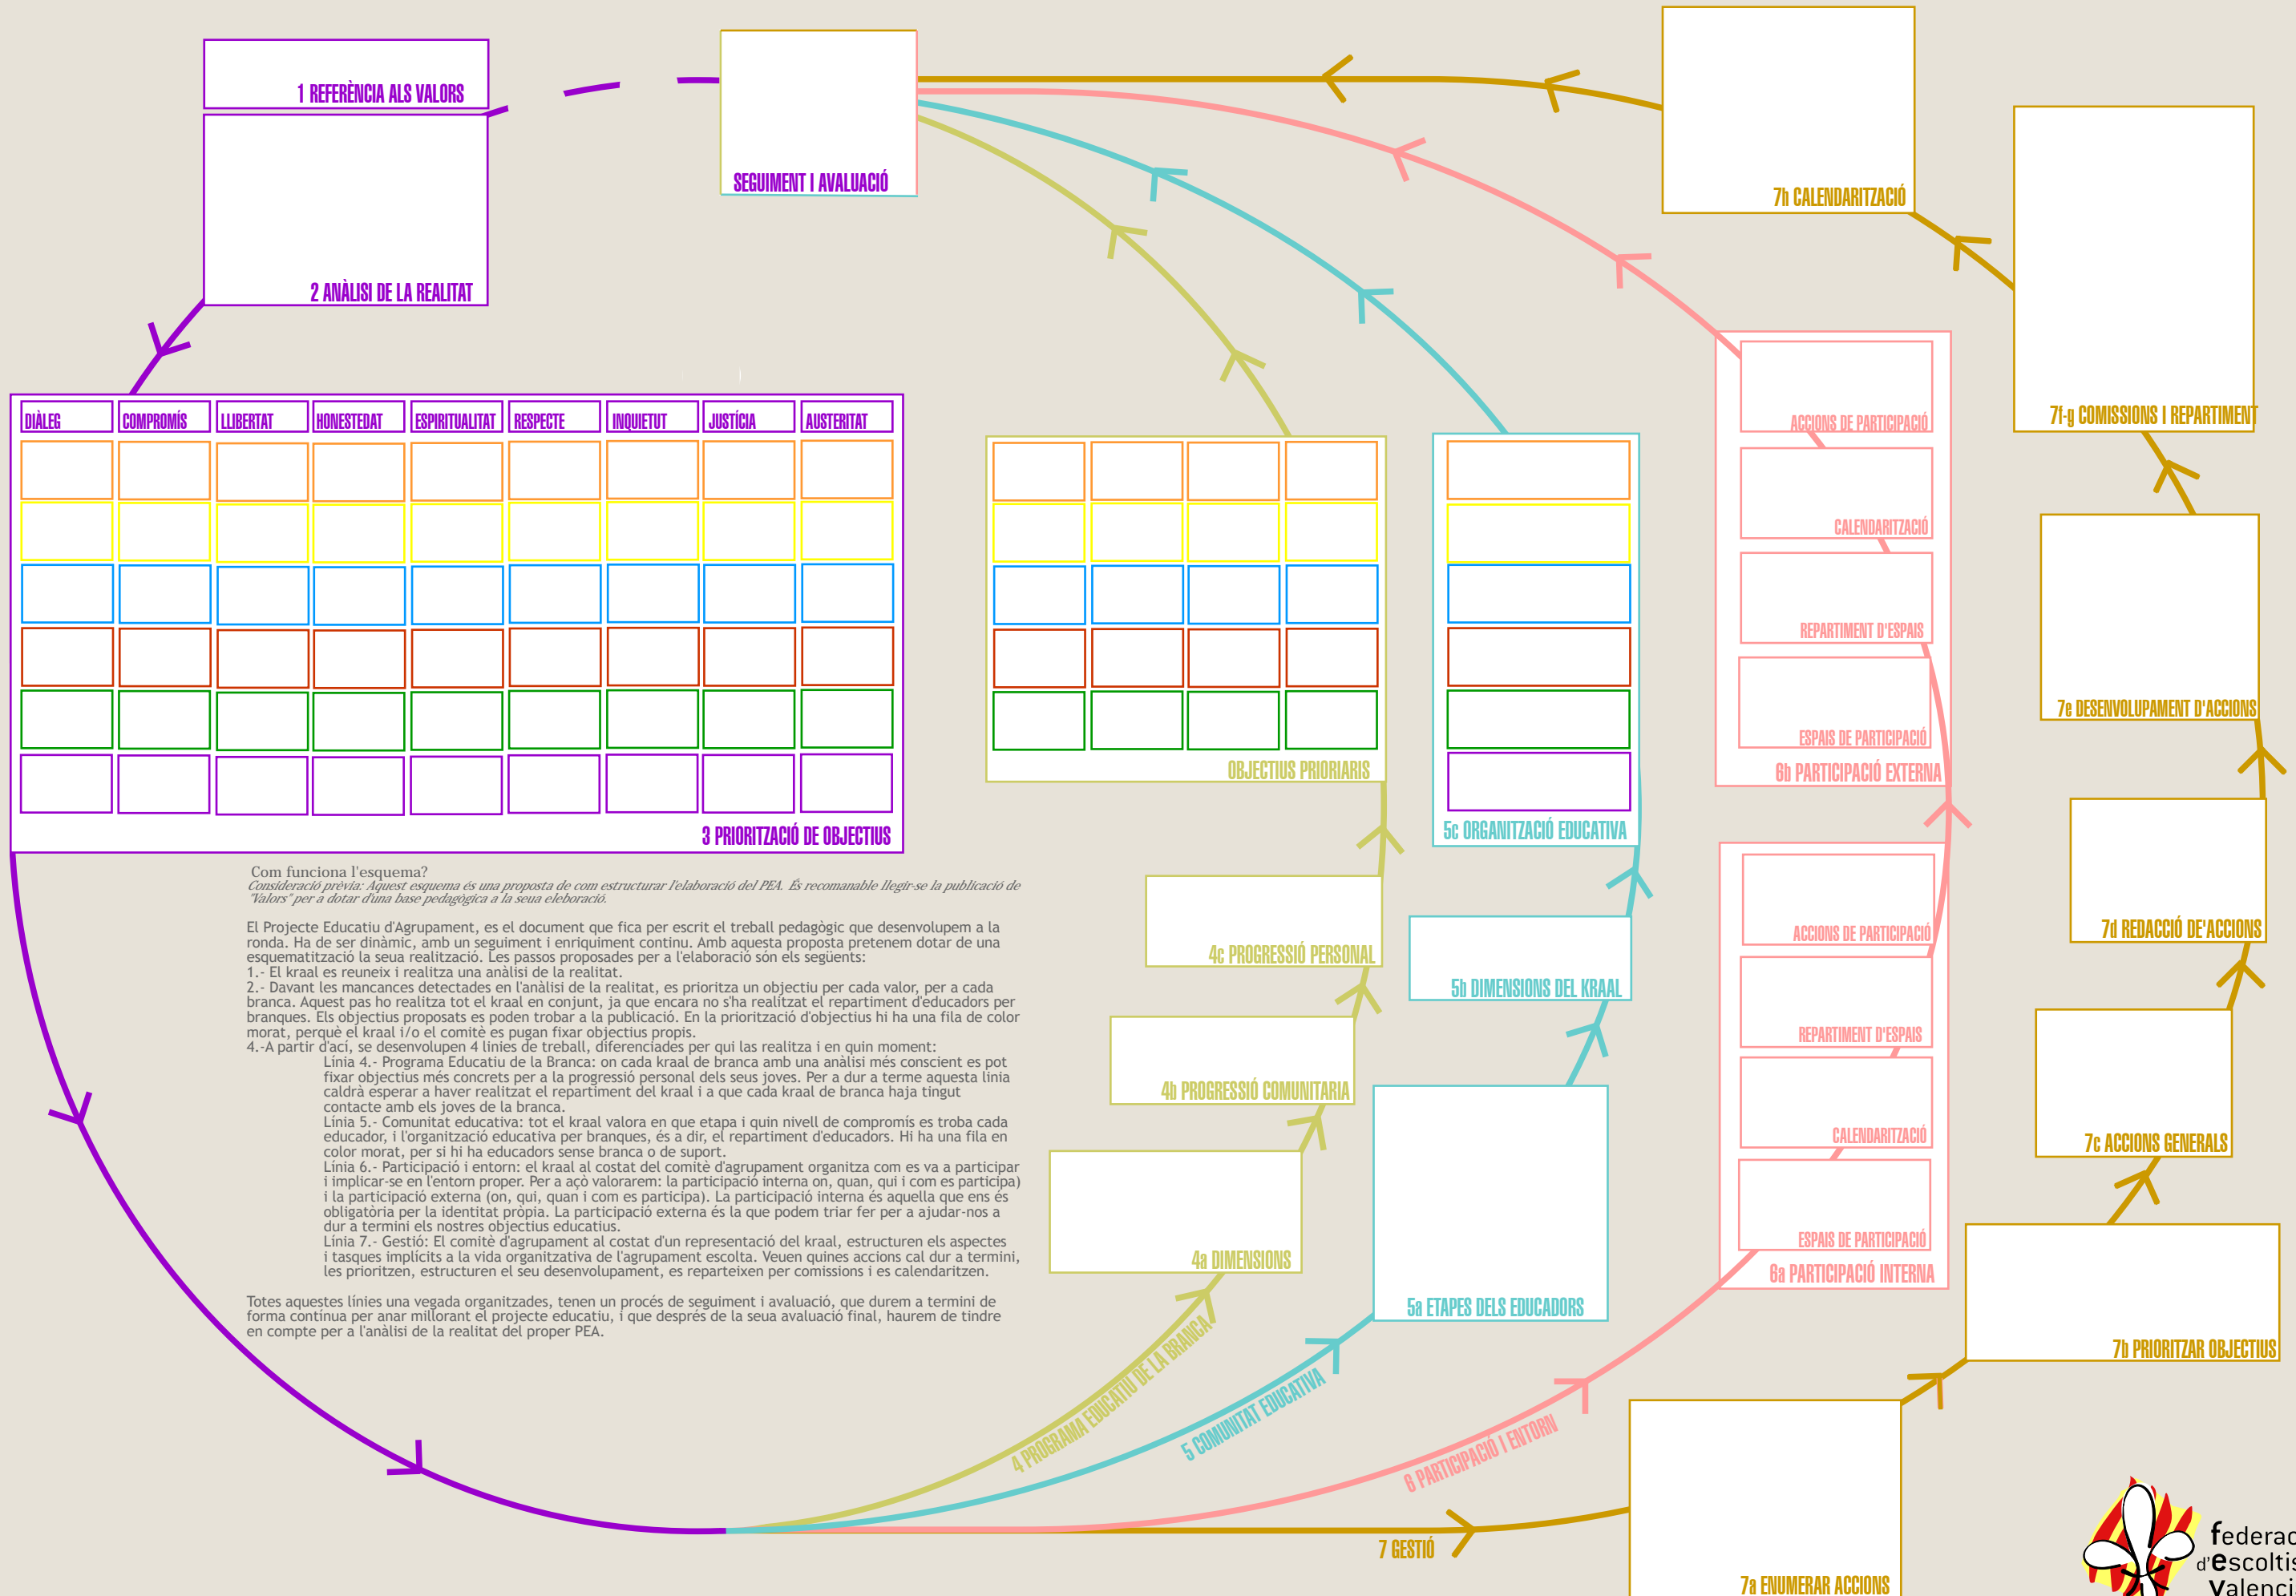 1 REFERÈNCIA ALS VALORS
2 ANÀLISI DE LA REALITAT
SEGUIMENT I AVALUACIÓ
7h CALENDARITZACIÓ
7f-g COMISSIONS I REPARTIMENT
DIÀLEG
COMPROMÍS
LLIBERTAT
HONESTEDAT
ESPIRITUALITAT
RESPECTE
INQUIETUT
JUSTÍCIA
AUSTERITAT
3 PRIORITZACIÓ DE OBJECTIUS
OBJECTIUS PRIORIARIS
5c ORGANITZACIÓ EDUCATIVA
ACCIONS DE PARTICIPACIÓ
CALENDARITZACIÓ
REPARTIMENT D'ESPAIS
ESPAIS DE PARTICIPACIÓ
6b PARTICIPACIÓ EXTERNA
7e DESENVOLUPAMENT D'ACCIONS
Com funciona l'esquema?
Consideració prèvia: Aquest esquema és una proposta de com estructurar l'elaboració del PEA. És recomanable llegir-se la publicació de
"Valors" per a dotar d'una base pedagògica a la seua eleboració.
El Projecte Educatiu d'Agrupament, es el document que fica per escrit el treball pedagògic que desenvolupem a la
ronda. Ha de ser dinàmic, amb un seguiment i enriquiment continu. Amb aquesta proposta pretenem dotar de una
esquematització la seua realització. Les passos proposades per a l'elaboració són els següents:
1.- El kraal es reuneix i realitza una anàlisi de la realitat.
2.- Davant les mancances detectades en l'anàlisi de la realitat, es prioritza un objectiu per cada valor, per a cada
branca. Aquest pas ho realitza tot el kraal en conjunt, ja que encara no s'ha realitzat el repartiment d'educadors per
branques. Els objectius proposats es poden trobar a la publicació. En la priorització d'objectius hi ha una fila de color
morat, perquè el kraal i/o el comitè es pugan fixar objectius propis.
4.-A partir d'ací, se desenvolupen 4 linies de treball, diferenciades per qui las realitza i en quin moment:
Línia 4.- Programa Educatiu de la Branca: on cada kraal de branca amb una anàlisi més conscient es pot
fixar objectius més concrets per a la progressió personal dels seus joves. Per a dur a terme aquesta linia
caldrà esperar a haver realitzat el repartiment del kraal i a que cada kraal de branca haja tingut
contacte amb els joves de la branca.
Línia 5.- Comunitat educativa: tot el kraal valora en que etapa i quin nivell de compromís es troba cada
educador, i l'organització educativa per branques, és a dir, el repartiment d'educadors. Hi ha una fila en
color morat, per si hi ha educadors sense branca o de suport.
Línia 6.- Participació i entorn: el kraal al costat del comitè d'agrupament organitza com es va a participar
i implicar-se en l'entorn proper. Per a açò valorarem: la participació interna on, quan, qui i com es participa)
i la participació externa (on, qui, quan i com es participa). La participació interna és aquella que ens és
obligatòria per la identitat pròpia. La participació externa és la que podem triar fer per a ajudar-nos a
dur a termini els nostres objectius educatius.
Línia 7.- Gestió: El comitè d'agrupament al costat d'un representació del kraal, estructuren els aspectes
i tasques implícits a la vida organitzativa de l'agrupament escolta. Veuen quines accions cal dur a termini,
les prioritzen, estructuren el seu desenvolupament, es reparteixen per comissions i es calendaritzen.
Totes aquestes línies una vegada organitzades, tenen un procés de seguiment i avaluació, que durem a termini de
forma contínua per anar millorant el projecte educatiu, i que després de la seua avaluació final, haurem de tindre
en compte per a l'anàlisi de la realitat del proper PEA.
4c PROGRESSIÓ PERSONAL
5b DIMENSIONS DEL KRAAL
ACCIONS DE PARTICIPACIÓ
7d REDACCIÓ DE'ACCIONS
4b PROGRESSIÓ COMUNITARIA
REPARTIMENT D'ESPAIS
CALENDARITZACIÓ
7c ACCIONS GENERALS
4a DIMENSIONS
5a ETAPES DELS EDUCADORS
ESPAIS DE PARTICIPACIÓ
6a PARTICIPACIÓ INTERNA
7b PRIORITZAR OBJECTIUS
4 PROGRAMA EDUCATIU DE LA BRANCA
5 COMUNITAT EDUCATIVA
6 PARTICIPACIÓ I ENTORN
7 GESTIÓ
7a ENUMERAR ACCIONS
federac
d'escoltis
Valenci